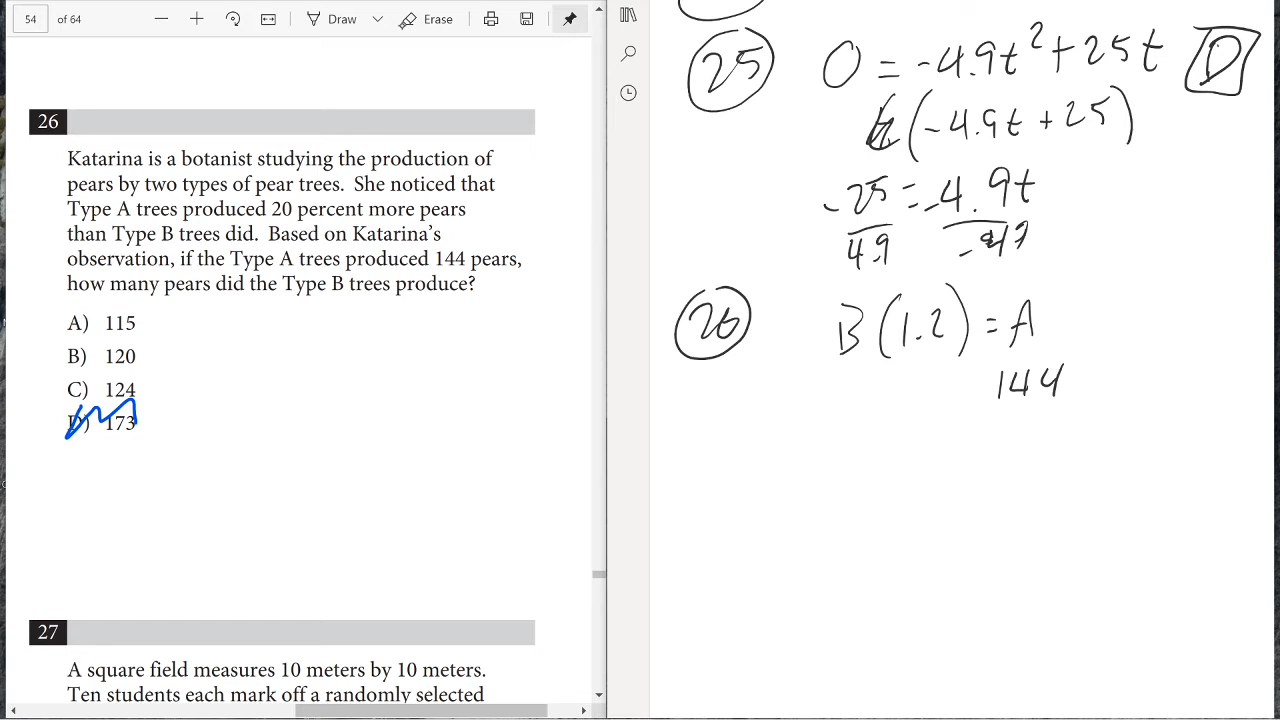 54 of 64 Draw Erase
26
Katarina is a botanist studying the production of
pears by two types of pear trees. She noticed that
Type A trees produced 20 percent more pears
than Type B trees did. Based on Katarina's
observation, if the Type A trees produced 144 pears,
how many pears did the Type B trees produce?
A) 115
B) 120
C) 124
D) 173
27
A square field measures 10 meters by 10 meters.
Ten students each mark off a randomly selected
25 0 = -4.9t² + 25t D
(-4.9t + 25)
-25 = -4.9t
4.9
26 B(1.2) = A
144